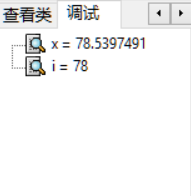 查看类 调试
x = 78.5397491
i = 78